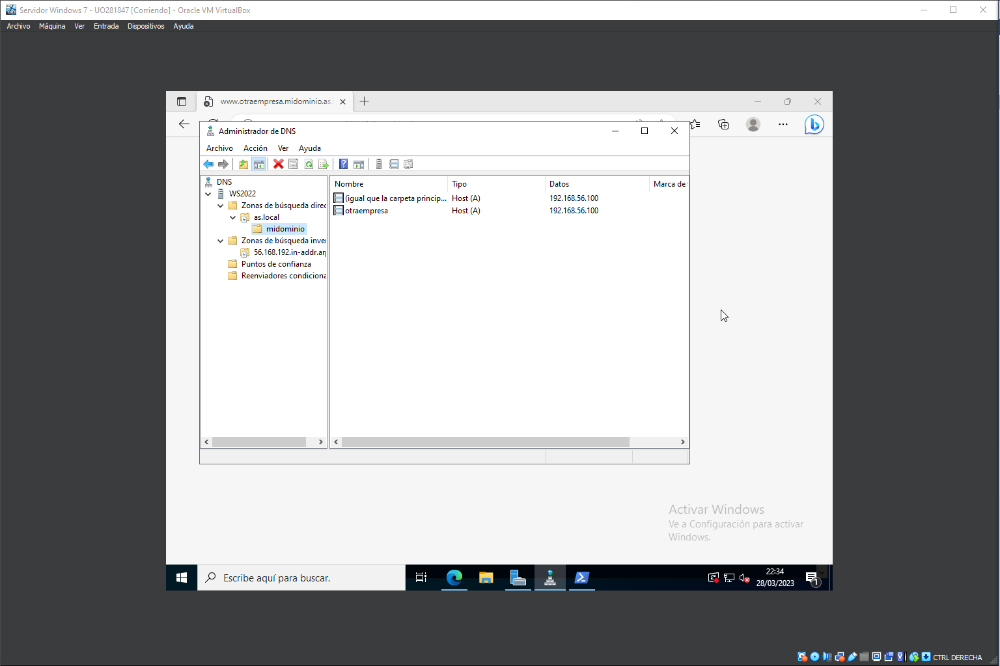 Servidor Windows 7 - UO281847 [Corriendo] - Oracle VM VirtualBox
Archivo Máquina Ver Entrada Dispositivos Ayuda
www.otraempresa.midominio.as.
Administrador de DNS
Archivo Acción Ver Ayuda
DNS
WS2022
Zonas de búsqueda direc
as.local
midominio
Zonas de búsqueda inver
56.168.192.in-addr.arp
Puntos de confianza
Reenviadores condiciona
Nombre Tipo Datos Marca de
(igual que la carpeta princip... Host (A) 192.168.56.100
otraempresa Host (A) 192.168.56.100
Activar Windows
Ve a Configuración para activar
Windows.
Escribe aquí para buscar.
22:34
28/03/2023
1
CTRL DERECHA